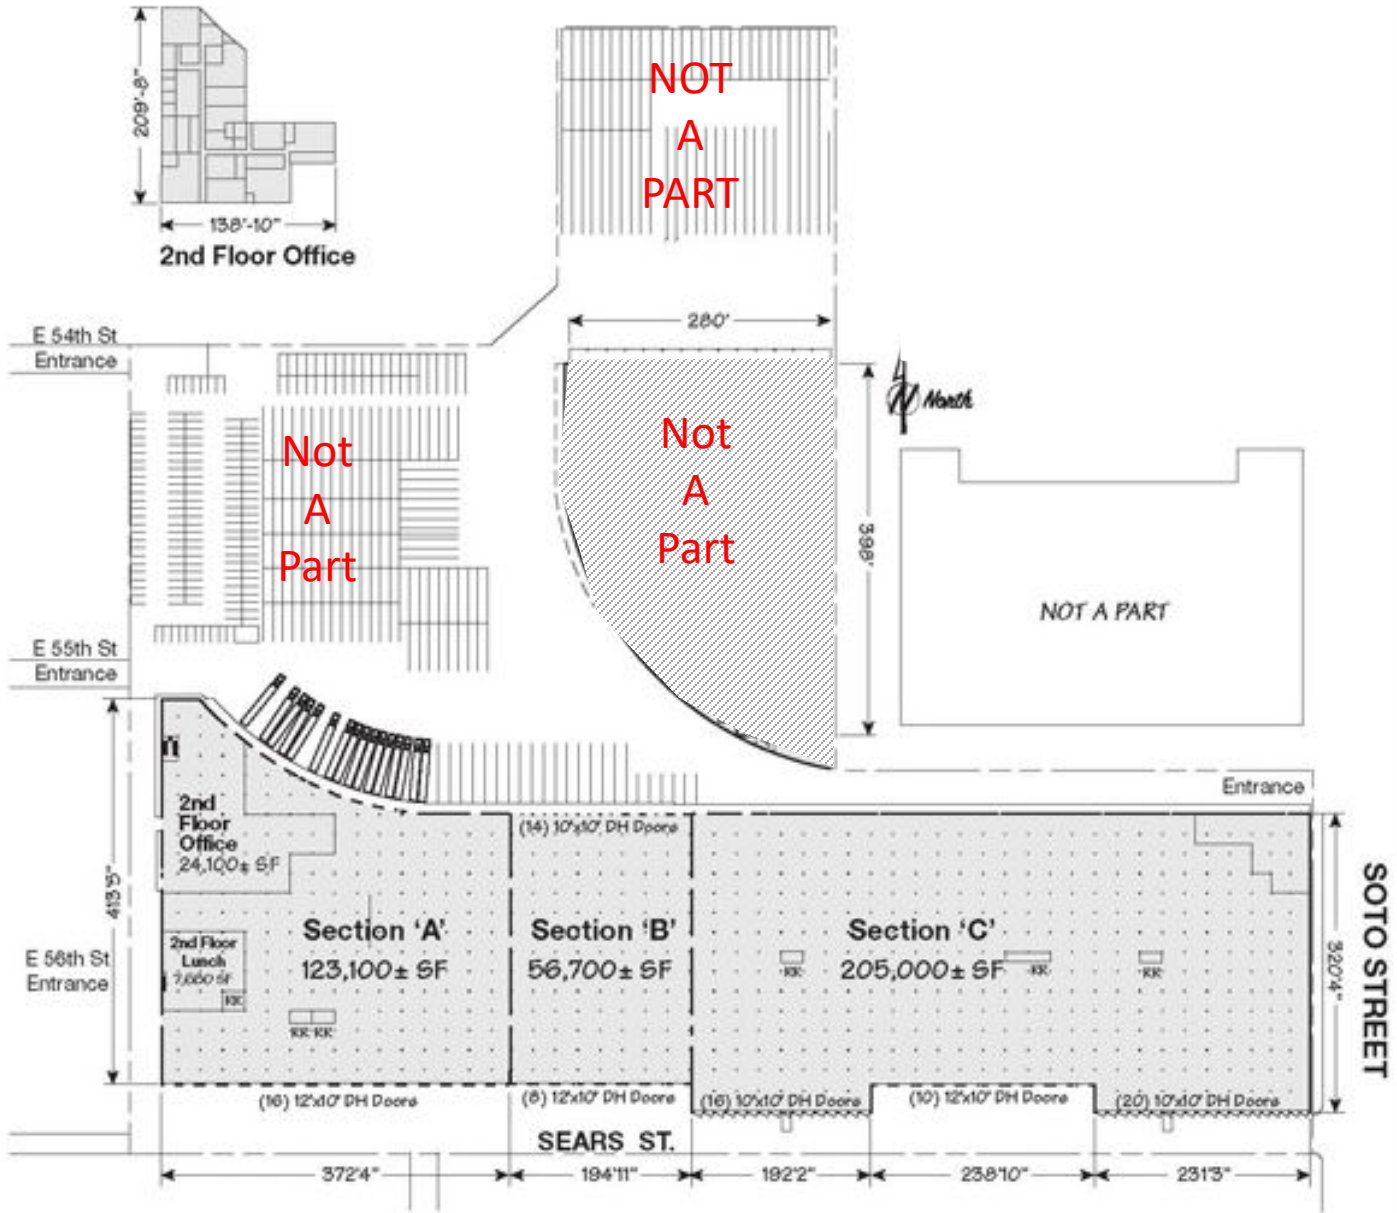 209'-8"
138'-10"
2nd Floor Office
NOT
A
PART
E 54th St
Entrance
280'
North
Not
A
Part
Not
A
Part
398'
NOT A PART
E 55th St
Entrance
Entrance
2nd
Floor
Office
24,100± SF
(14) 10'x10' DH Doors
413'5"
Section 'A'
123,100± SF
Section 'B'
56,700± SF
Section 'C'
205,000± SF
2nd Floor
Lunch
7,660 SF
RR
RR RR
RR
RR
RR
E 56th St
Entrance
320'4"
SOTO STREET
(16) 12'x10' DH Doors
(8) 12'x10' DH Doors
(16) 10'x10' DH Doors
(10) 12'x10' DH Doors
(20) 10'x10' DH Doors
SEARS ST.
372'4"
194'11"
192'2"
238'10"
231'3"